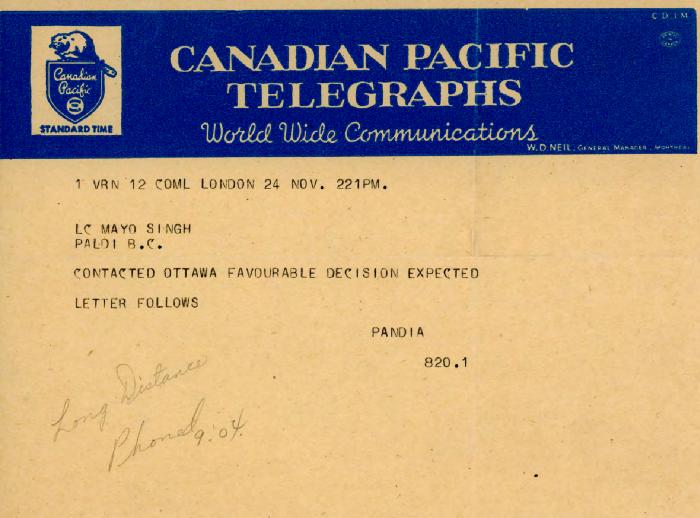 C D 1 M
Canadian
Pacific
STANDARD TIME
CANADIAN PACIFIC
TELEGRAPHS
World Wide Communications
W.D. NEIL, GENERAL MANAGER, MONTREAL
1 VRN 12 COML LONDON 24 NOV. 221PM.
LC MAYO SINGH
PALDI B.C.
CONTACTED OTTAWA FAVOURABLE DECISION EXPECTED
LETTER FOLLOWS
PANDIA
820.1
Long Distance
Phoned 9:04